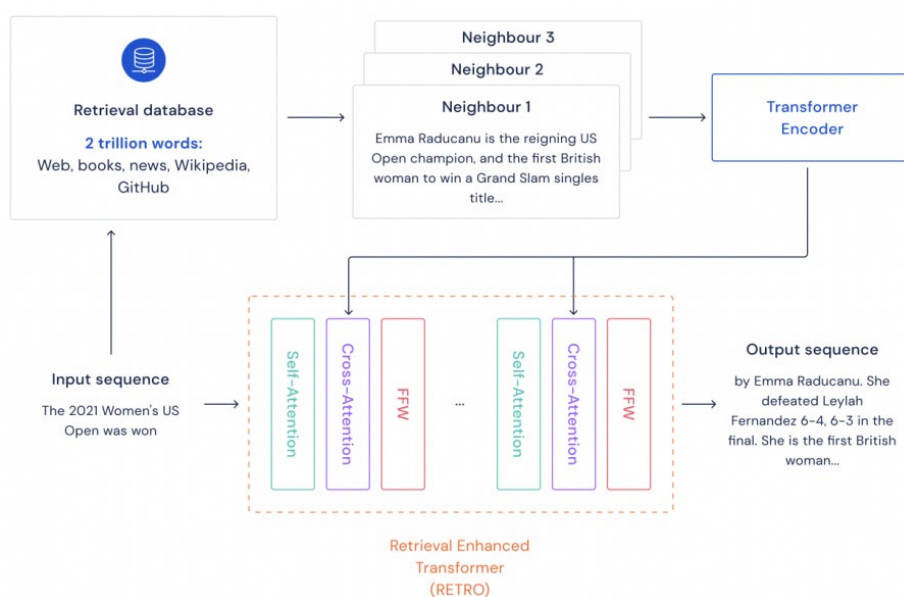 Neighbour 3
Neighbour 2
Neighbour 1
Emma Raducanu is the reigning US
Open champion, and the first British
woman to win a Grand Slam singles
title...
Retrieval database
2 trillion words:
Web, books, news, Wikipedia,
GitHub
Transformer
Encoder
Input sequence
The 2021 Women's US
Open was won
Self-Attention
Cross-Attention
FFW
...
Self-Attention
Cross-Attention
FFW
Output sequence
by Emma Raducanu. She
defeated Leylah
Fernandez 6-4, 6-3 in the
final. She is the first British
woman...
Retrieval Enhanced
Transformer
(RETRO)